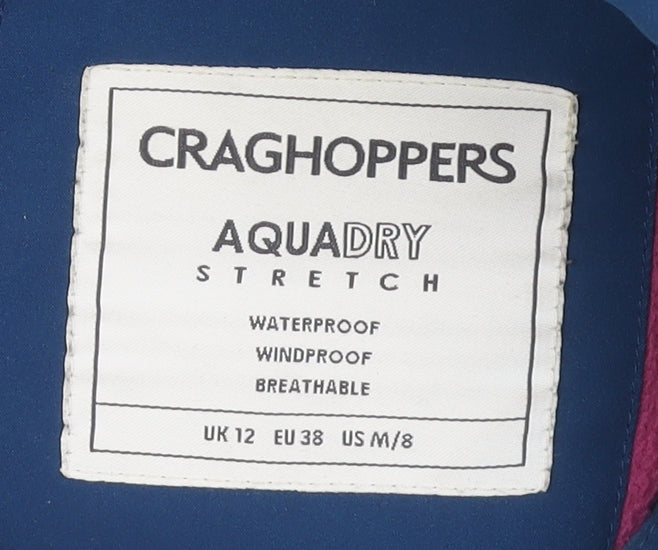 CRAGHOPPERS
AQUADRY
STRETCH
WATERPROOF
WINDPROOF
BREATHABLE
UK 12 EU 38 US M/8